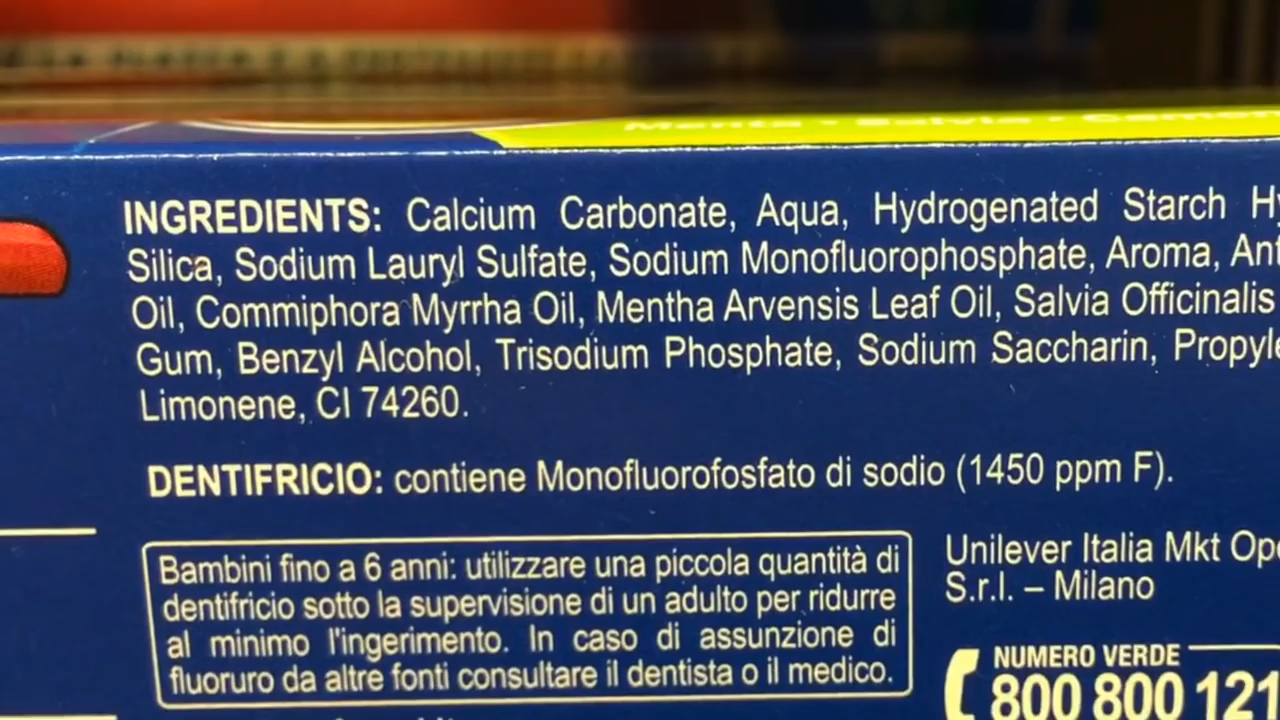 Menta • Salvia •
INGREDIENTS: Calcium Carbonate, Aqua, Hydrogenated Starch
Silica, Sodium Lauryl Sulfate, Sodium Monofluorophosphate, Aroma,
Oil, Commiphora Myrrha Oil, Mentha Arvensis Leaf Oil, Salvia Officinalis
Gum, Benzyl Alcohol, Trisodium Phosphate, Sodium Saccharin,
Limonene, CI 74260.
DENTIFRICIO: contiene Monofluorofosfato di sodio (1450 ppm F).
Bambini fino a 6 anni: utilizzare una piccola quantità di
dentifricio sotto la supervisione di un adulto per ridurre
al minimo l'ingerimento. In caso di assunzione di
fluoruro da altre fonti consultare il dentista o il medico.
Unilever Italia Mkt
S.r.l. – Milano
NUMERO VERDE
800 800 121